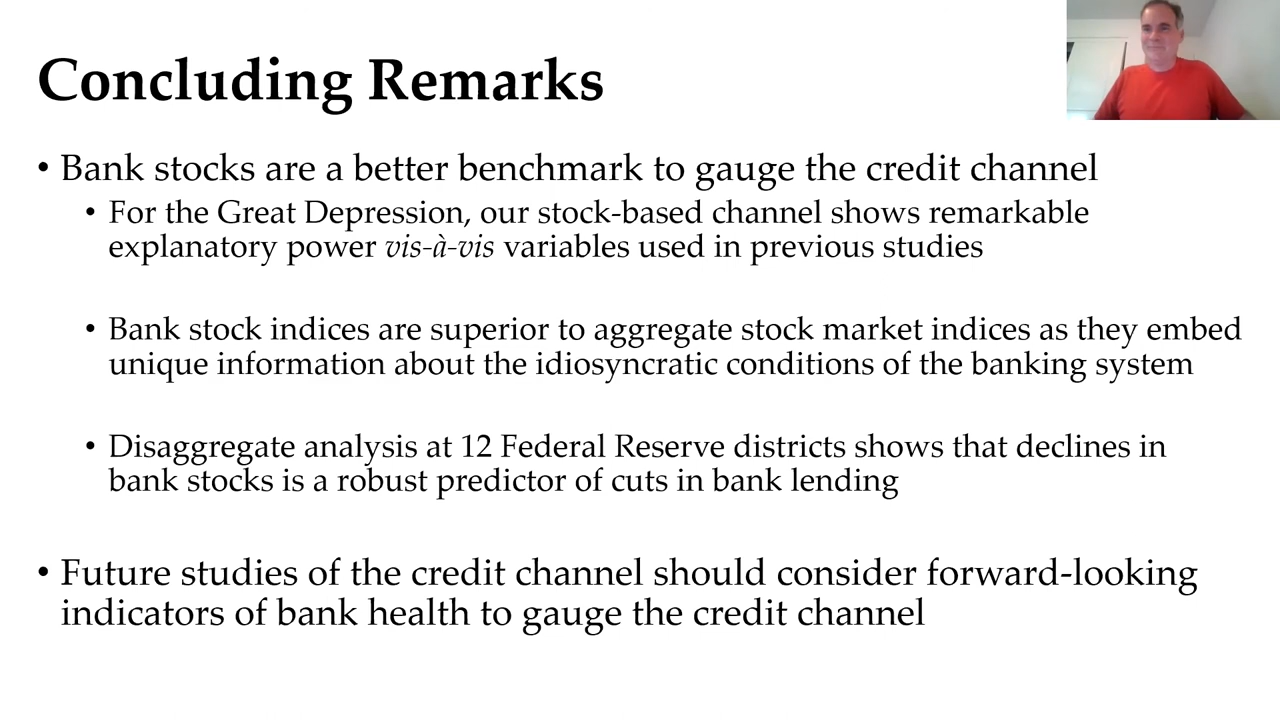 Concluding Remarks
• Bank stocks are a better benchmark to gauge the credit channel
• For the Great Depression, our stock-based channel shows remarkable
explanatory power vis-à-vis variables used in previous studies
• Bank stock indices are superior to aggregate stock market indices as they embed
unique information about the idiosyncratic conditions of the banking system
• Disaggregate analysis at 12 Federal Reserve districts shows that declines in
bank stocks is a robust predictor of cuts in bank lending
• Future studies of the credit channel should consider forward-looking
indicators of bank health to gauge the credit channel